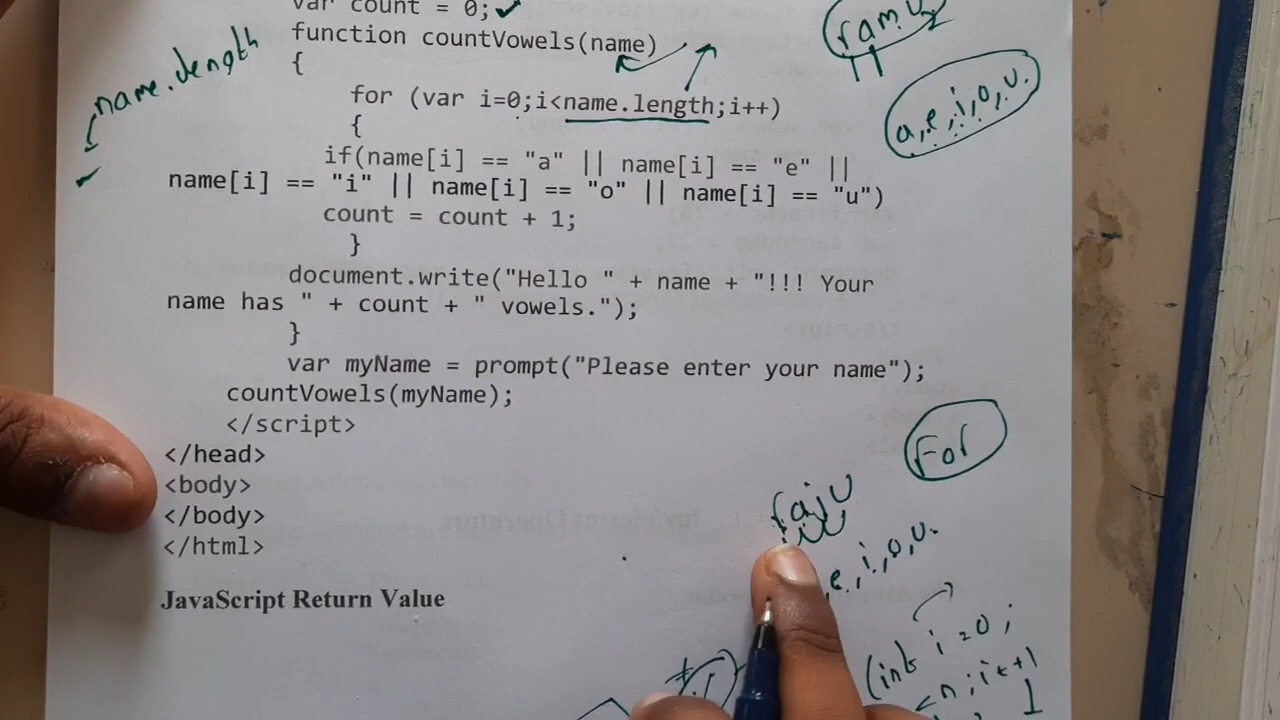 var count = 0;
function countVowels(name)
{
for (var i=0;i<name.length;i++)
{
if(name[i] == "a" || name[i] == "e" ||
name[i] == "i" || name[i] == "o" || name[i] == "u")
count = count + 1;
}
document.write("Hello " + name + "!!! Your
name has " + count + " vowels.");
}
var myName = prompt("Please enter your name");
countVowels(myName);
</script>
</head>
<body>
</body>
</html>
JavaScript Return Value
name.length
ramu
a,e,i,o,u.
For
raju
e,i,o,u.
(int i=0;